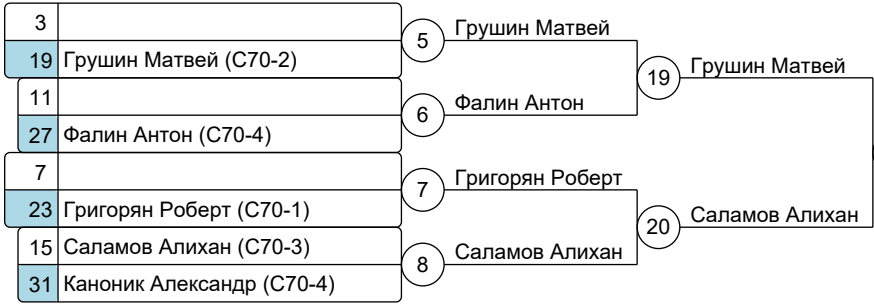 3
5
Грушин Матвей
19 Грушин Матвей (С70-2)
19
Грушин Матвей
11
6
Фалин Антон
27 Фалин Антон (С70-4)
7
7
Григорян Роберт
23 Григорян Роберт (С70-1)
20
Саламов Алихан
15 Саламов Алихан (С70-3)
8
Саламов Алихан
31 Каноник Александр (С70-4)